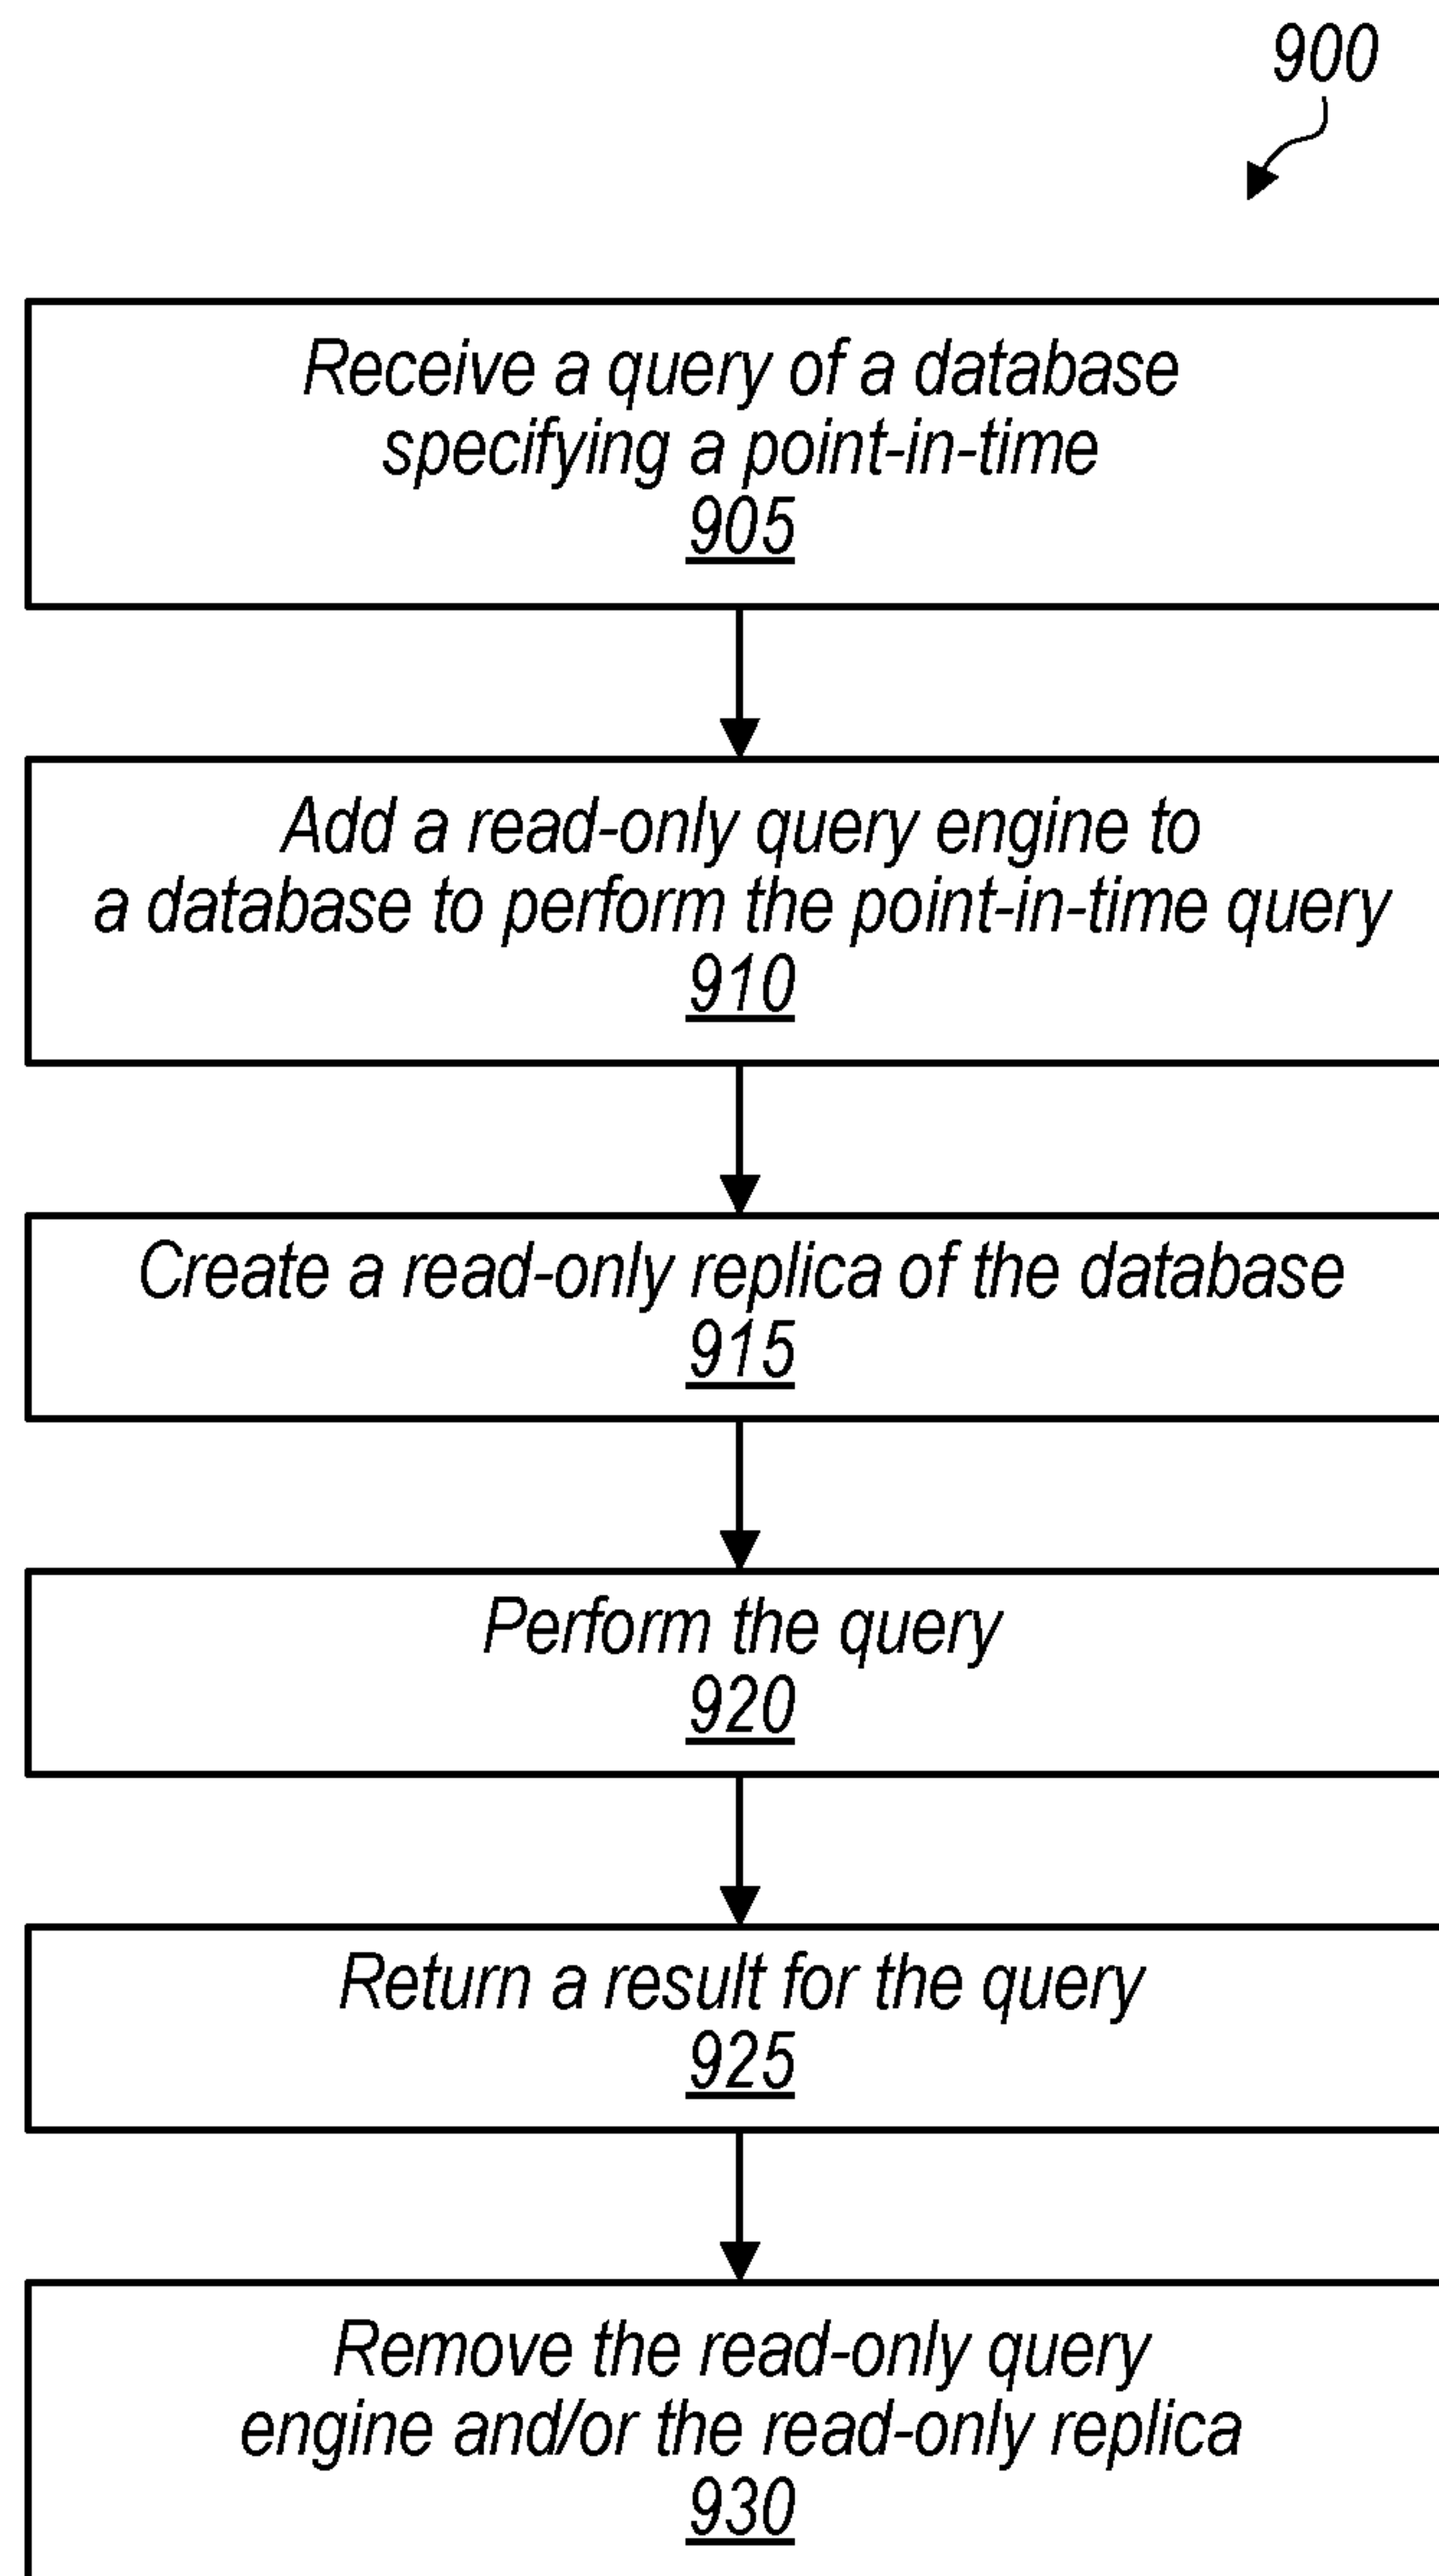 900
Receive a query of a database
specifying a point-in-time
905
Add a read-only query engine to
a database to perform the point-in-time query
910
Create a read-only replica of the database
915
Perform the query
920
Return a result for the query
925
Remove the read-only query
engine and/or the read-only replica
930